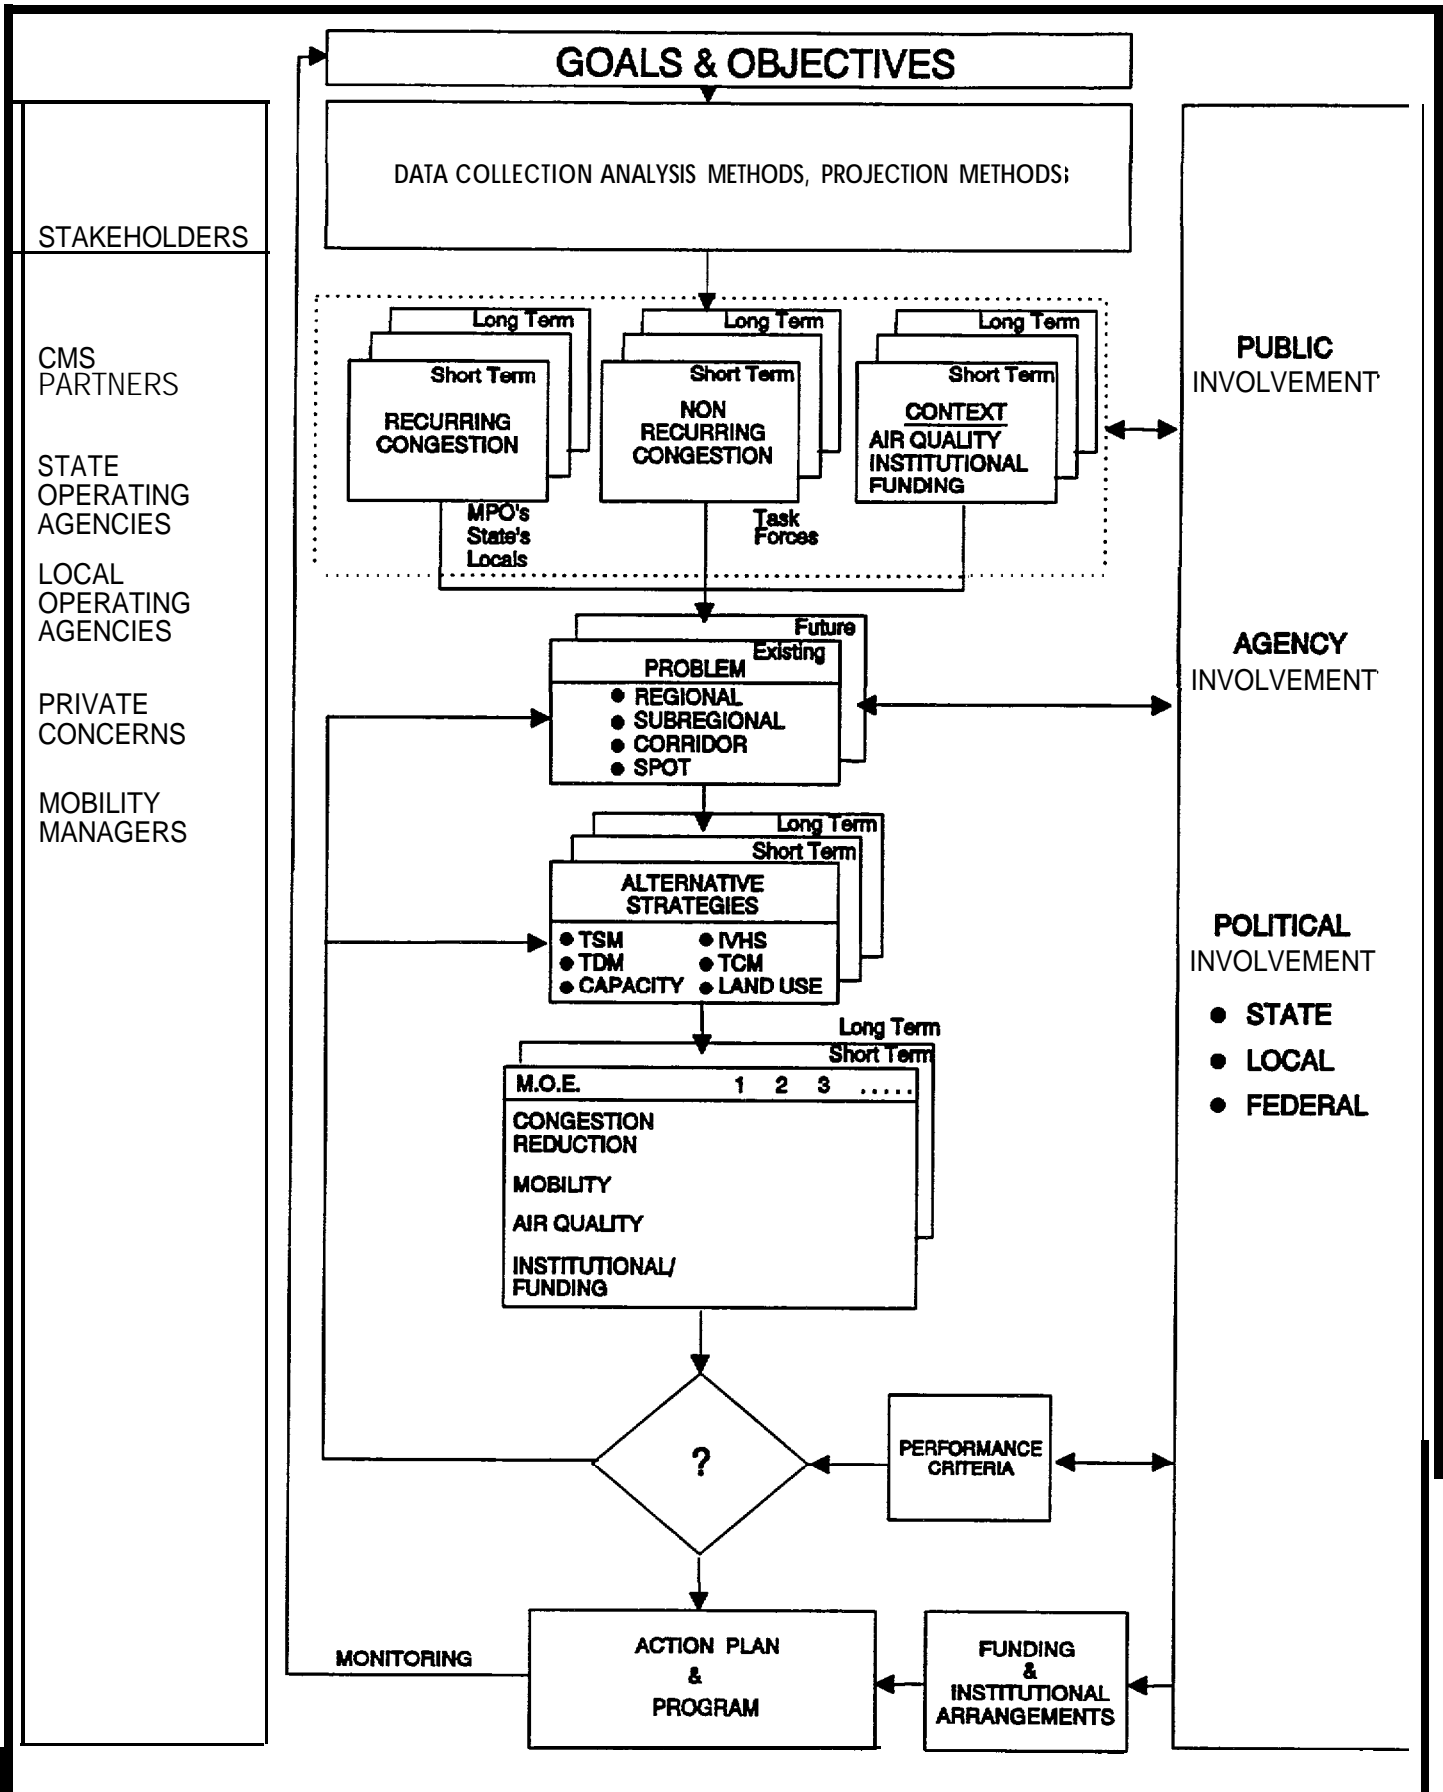 GOALS & OBJECTIVES
DATA COLLECTION ANALYSIS METHODS, PROJECTION METHODS
STAKEHOLDERS
CMS
PARTNERS
STATE
OPERATING
AGENCIES
LOCAL
OPERATING
AGENCIES
PRIVATE
CONCERNS
MOBILITY
MANAGERS
Long Term
Short Term
RECURRING
CONGESTION
MPO's
State's
Locals
Long Term
Short Term
NON
RECURRING
CONGESTION
Task
Forces
Long Term
Short Term
CONTEXT
AIR QUALITY
INSTITUTIONAL
FUNDING
Future
Existing
PROBLEM
● REGIONAL
● SUBREGIONAL
● CORRIDOR
● SPOT
Long Term
Short Term
ALTERNATIVE
STRATEGIES
● TSM ● IVHS
● TDM ● TCM
● CAPACITY ● LAND USE
Long Term
Short Term
M.O.E. 1 2 3 .....
CONGESTION
REDUCTION
MOBILITY
AIR QUALITY
INSTITUTIONAL/
FUNDING
?
PERFORMANCE
CRITERIA
MONITORING
ACTION PLAN
&
PROGRAM
FUNDING
&
INSTITUTIONAL
ARRANGEMENTS
PUBLIC
INVOLVEMENT
AGENCY
INVOLVEMENT
POLITICAL
INVOLVEMENT
● STATE
● LOCAL
● FEDERAL